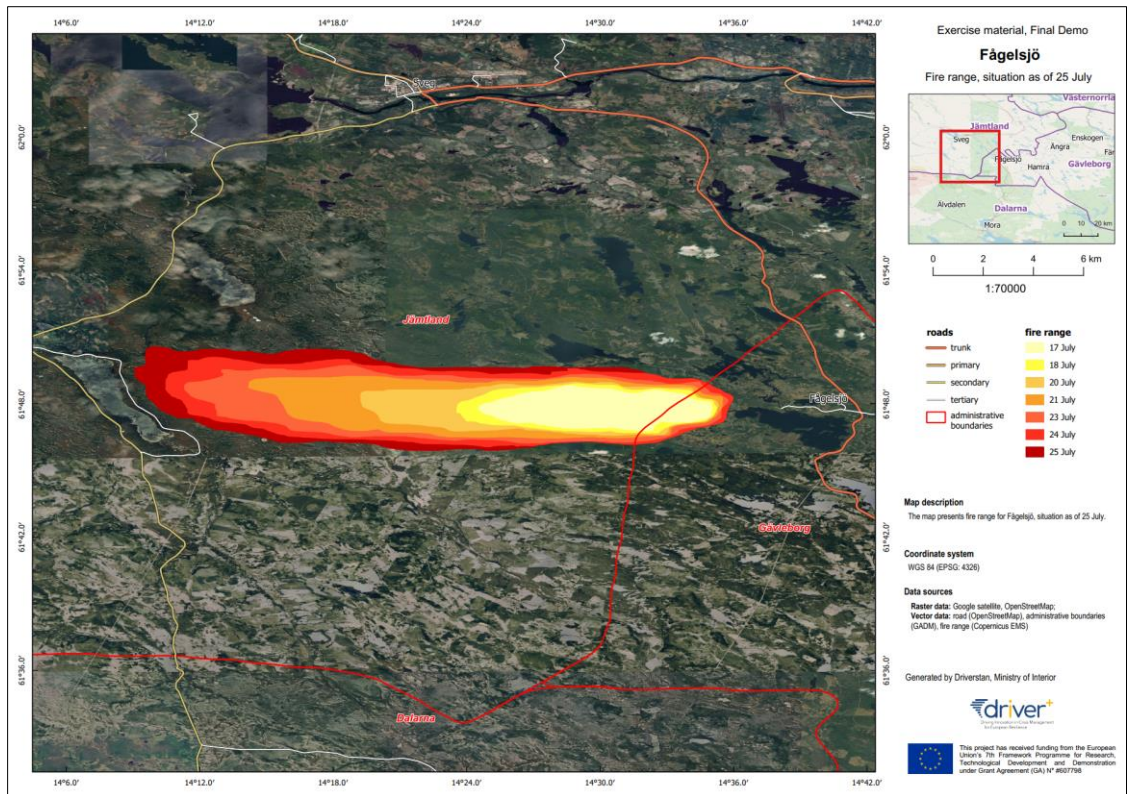 14°6.0'
14°12.0'
14°18.0'
14°24.0'
14°30.0'
14°36.0'
14°42.0'
62°0.0'
61°54.0'
61°48.0'
61°42.0'
61°36.0'
62°0.0'
61°54.0'
61°48.0'
61°42.0'
61°36.0'
Sveg
Jämtland
Fågelsjö
Gävleborg
Dalarna
14°6.0'
14°12.0'
14°18.0'
14°24.0'
14°30.0'
14°36.0'
14°42.0'
Exercise material, Final Demo
Fågelsjö
Fire range, situation as of 25 July
Västernorrla
Jämtland
Sveg
Enskogen
Ängra
Fär
Fågelsjö
Hamra
Gävleborg
Älvdalen
Dalarna
Mora
0 10 20 km
0 2 4 6 km
1:70000
roads
trunk
primary
secondary
tertiary
administrative
boundaries
fire range
17 July
18 July
20 July
21 July
23 July
24 July
25 July
Map description
The map presents fire range for Fågelsjö, situation as of 25 July.
Coordinate system
WGS 84 (EPSG: 4326)
Data sources
Raster data: Google satellite, OpenStreetMap;
Vector data: road (OpenStreetMap), administrative boundaries
(GADM), fire range (Copernicus EMS)
Generated by Driverstan, Ministry of Interior
driver+
Driving Innovation in Crisis Management
for European Resilience
This project has received funding from the European
Union's 7th Framework Programme for Research,
Technological Development and Demonstration
under Grant Agreement (GA) N° #607798